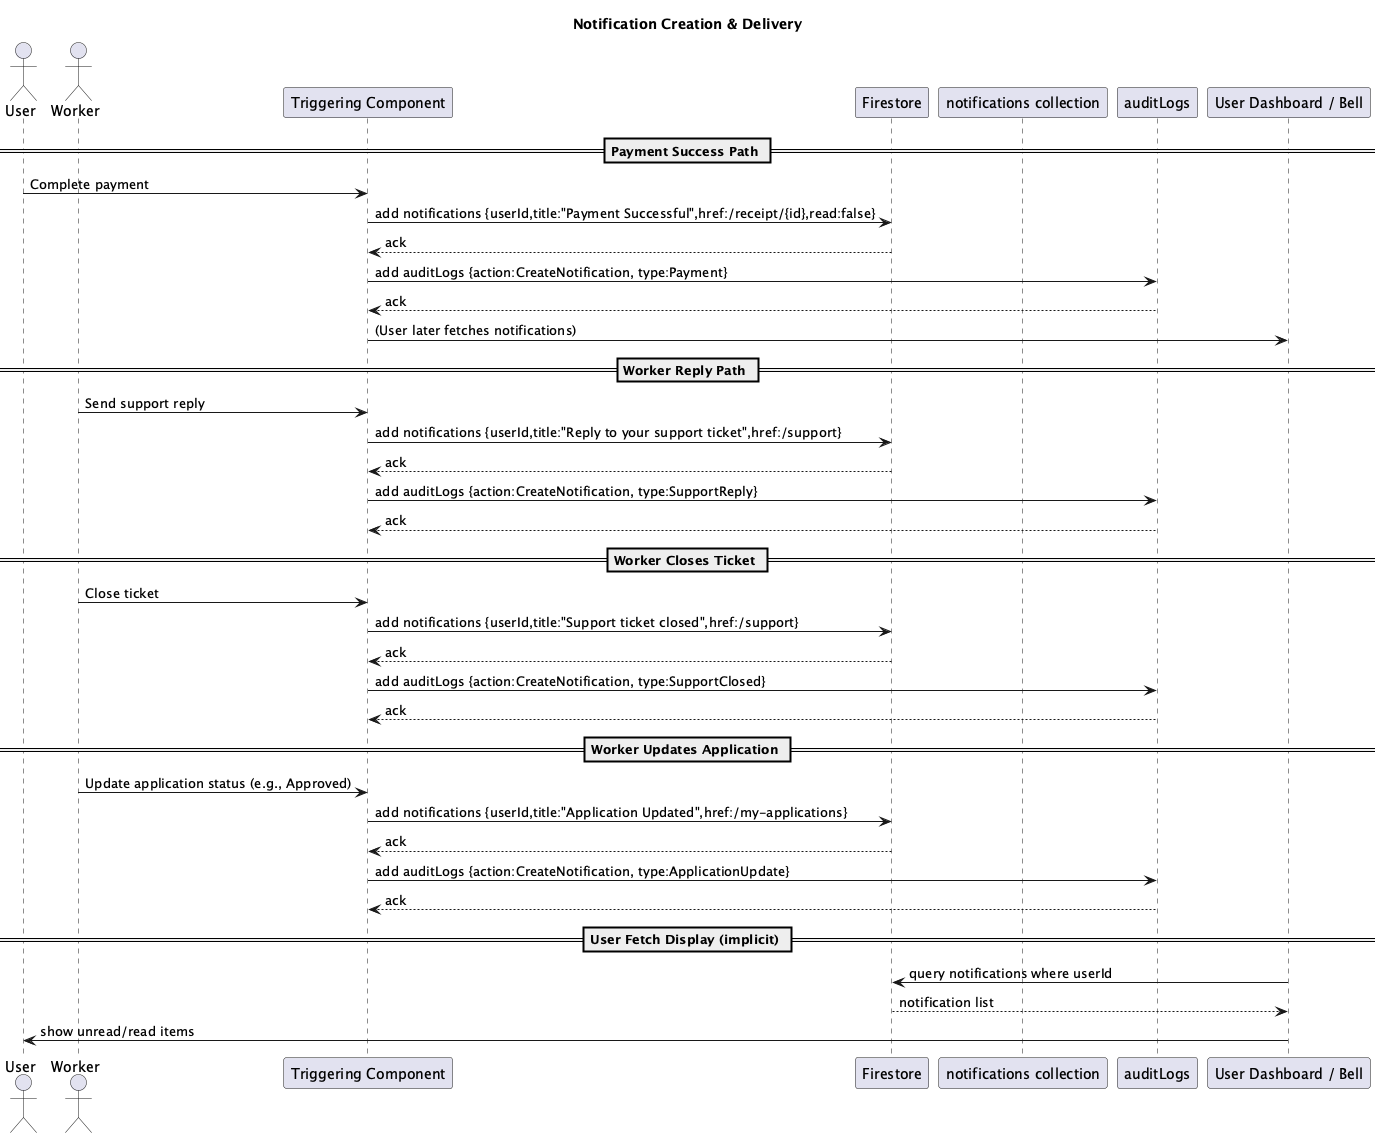 Notification Creation & Delivery
User
Worker
Triggering Component
Firestore
notifications collection
auditLogs
User Dashboard / Bell
Payment Success Path
Complete payment
add notifications {userId,title:"Payment Successful",href:/receipt/{id},read:false}
ack
add auditLogs {action:CreateNotification, type:Payment}
ack
(User later fetches notifications)
Worker Reply Path
Send support reply
add notifications {userId,title:"Reply to your support ticket",href:/support}
ack
add auditLogs {action:CreateNotification, type:SupportReply}
ack
Worker Closes Ticket
Close ticket
add notifications {userId,title:"Support ticket closed",href:/support}
ack
add auditLogs {action:CreateNotification, type:SupportClosed}
ack
Worker Updates Application
Update application status (e.g., Approved)
add notifications {userId,title:"Application Updated",href:/my-applications}
ack
add auditLogs {action:CreateNotification, type:ApplicationUpdate}
ack
User Fetch Display (implicit)
query notifications where userId
notification list
show unread/read items
User
Worker
Triggering Component
Firestore
notifications collection
auditLogs
User Dashboard / Bell